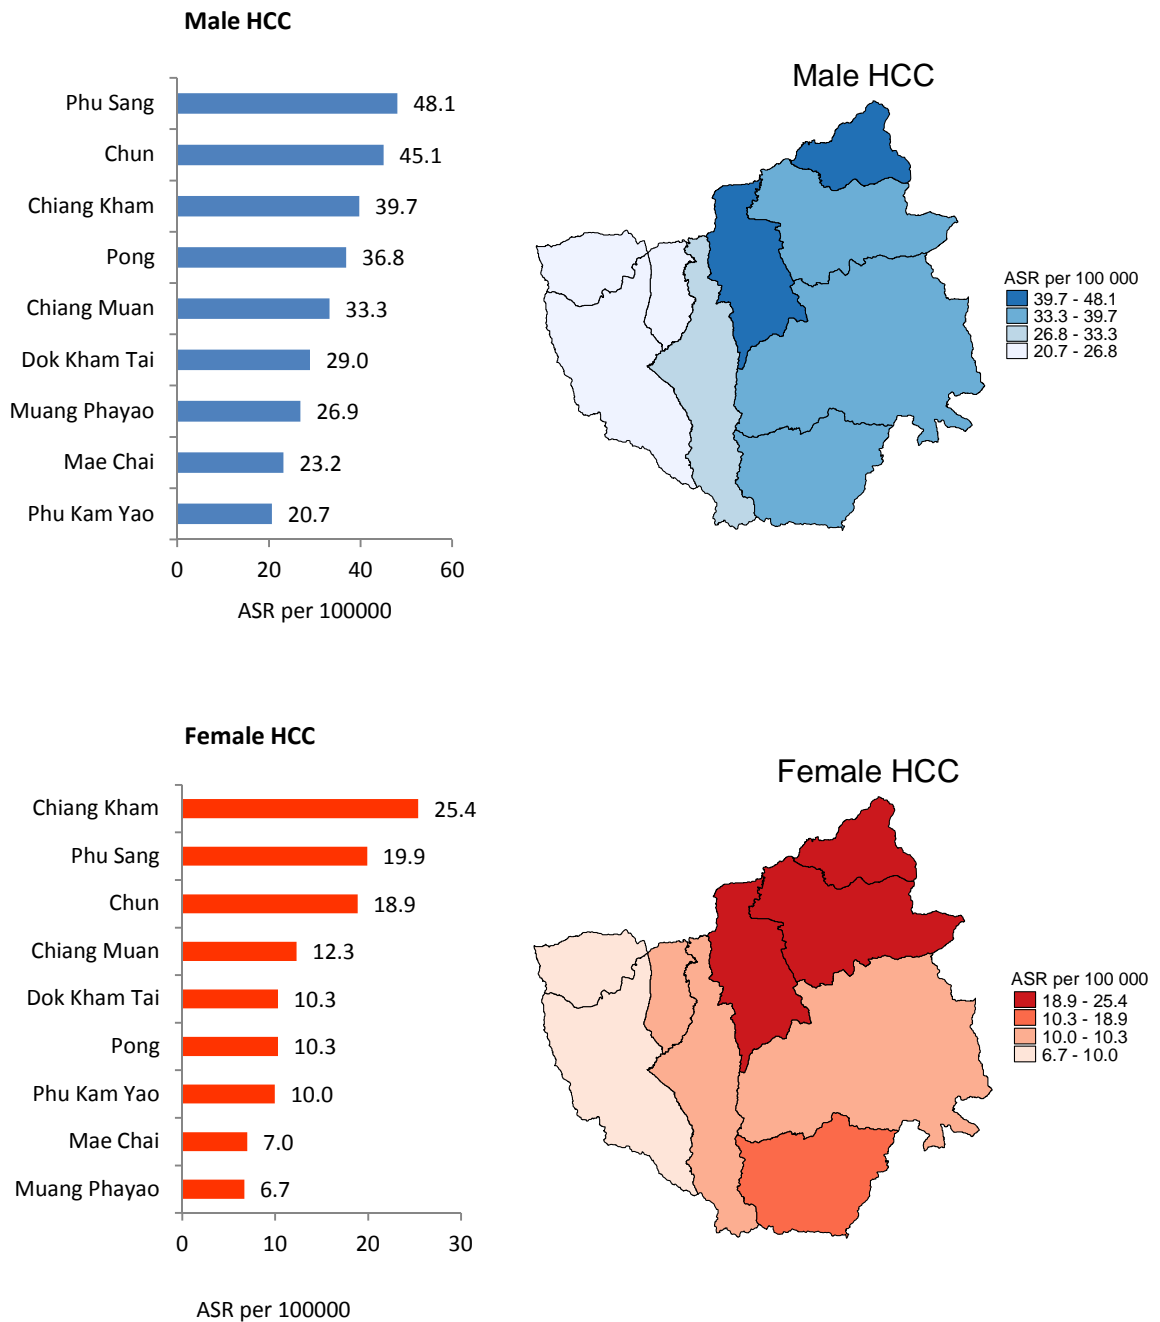 Male HCC
Phu Sang 48.1
Chun 45.1
Chiang Kham 39.7
Pong 36.8
Chiang Muan 33.3
Dok Kham Tai 29.0
Muang Phayao 26.9
Mae Chai 23.2
Phu Kam Yao 20.7
0 20 40 60
ASR per 100000
Male HCC
ASR per 100 000
39.7 - 48.1
33.3 - 39.7
26.8 - 33.3
20.7 - 26.8
Female HCC
Chiang Kham 25.4
Phu Sang 19.9
Chun 18.9
Chiang Muan 12.3
Dok Kham Tai 10.3
Pong 10.3
Phu Kam Yao 10.0
Mae Chai 7.0
Muang Phayao 6.7
0 10 20 30
ASR per 100000
Female HCC
ASR per 100 000
18.9 - 25.4
10.3 - 18.9
10.0 - 10.3
6.7 - 10.0